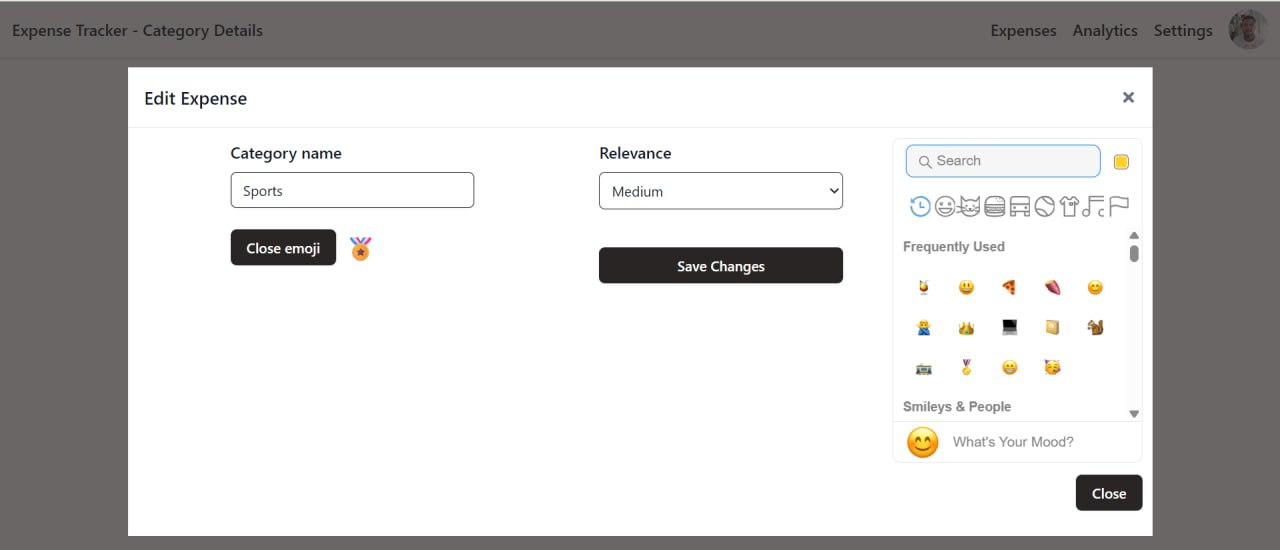 Expense Tracker - Category Details
Expenses Analytics Settings
Edit Expense
Category name
Sports
Close emoji
Relevance
Medium
Save Changes
Search
Frequently Used
Smileys & People
What's Your Mood?
Close